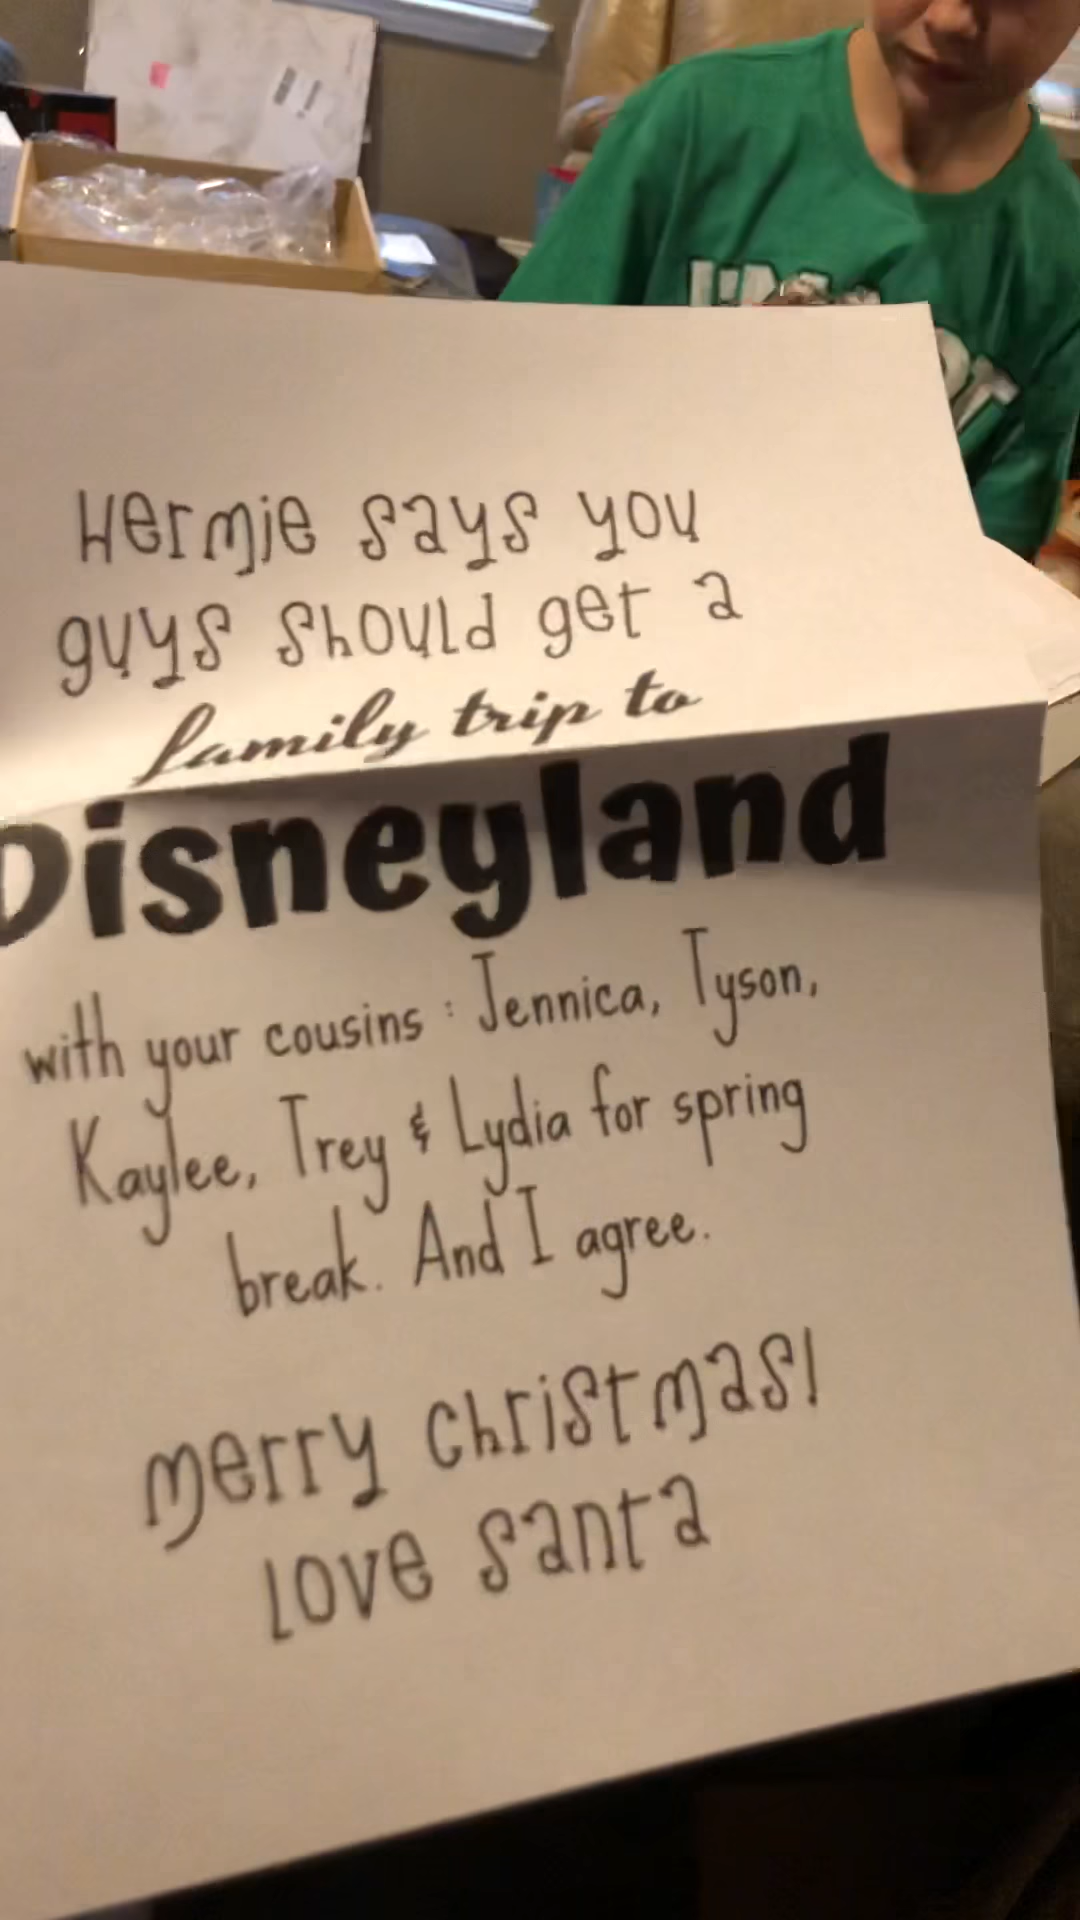 Hermie says you
guys should get a
family trip to
Disneyland
with your cousins : Jennica, Tyson,
Kaylee, Trey & Lydia for spring
break. And I agree.
merry christmas!
Love santa